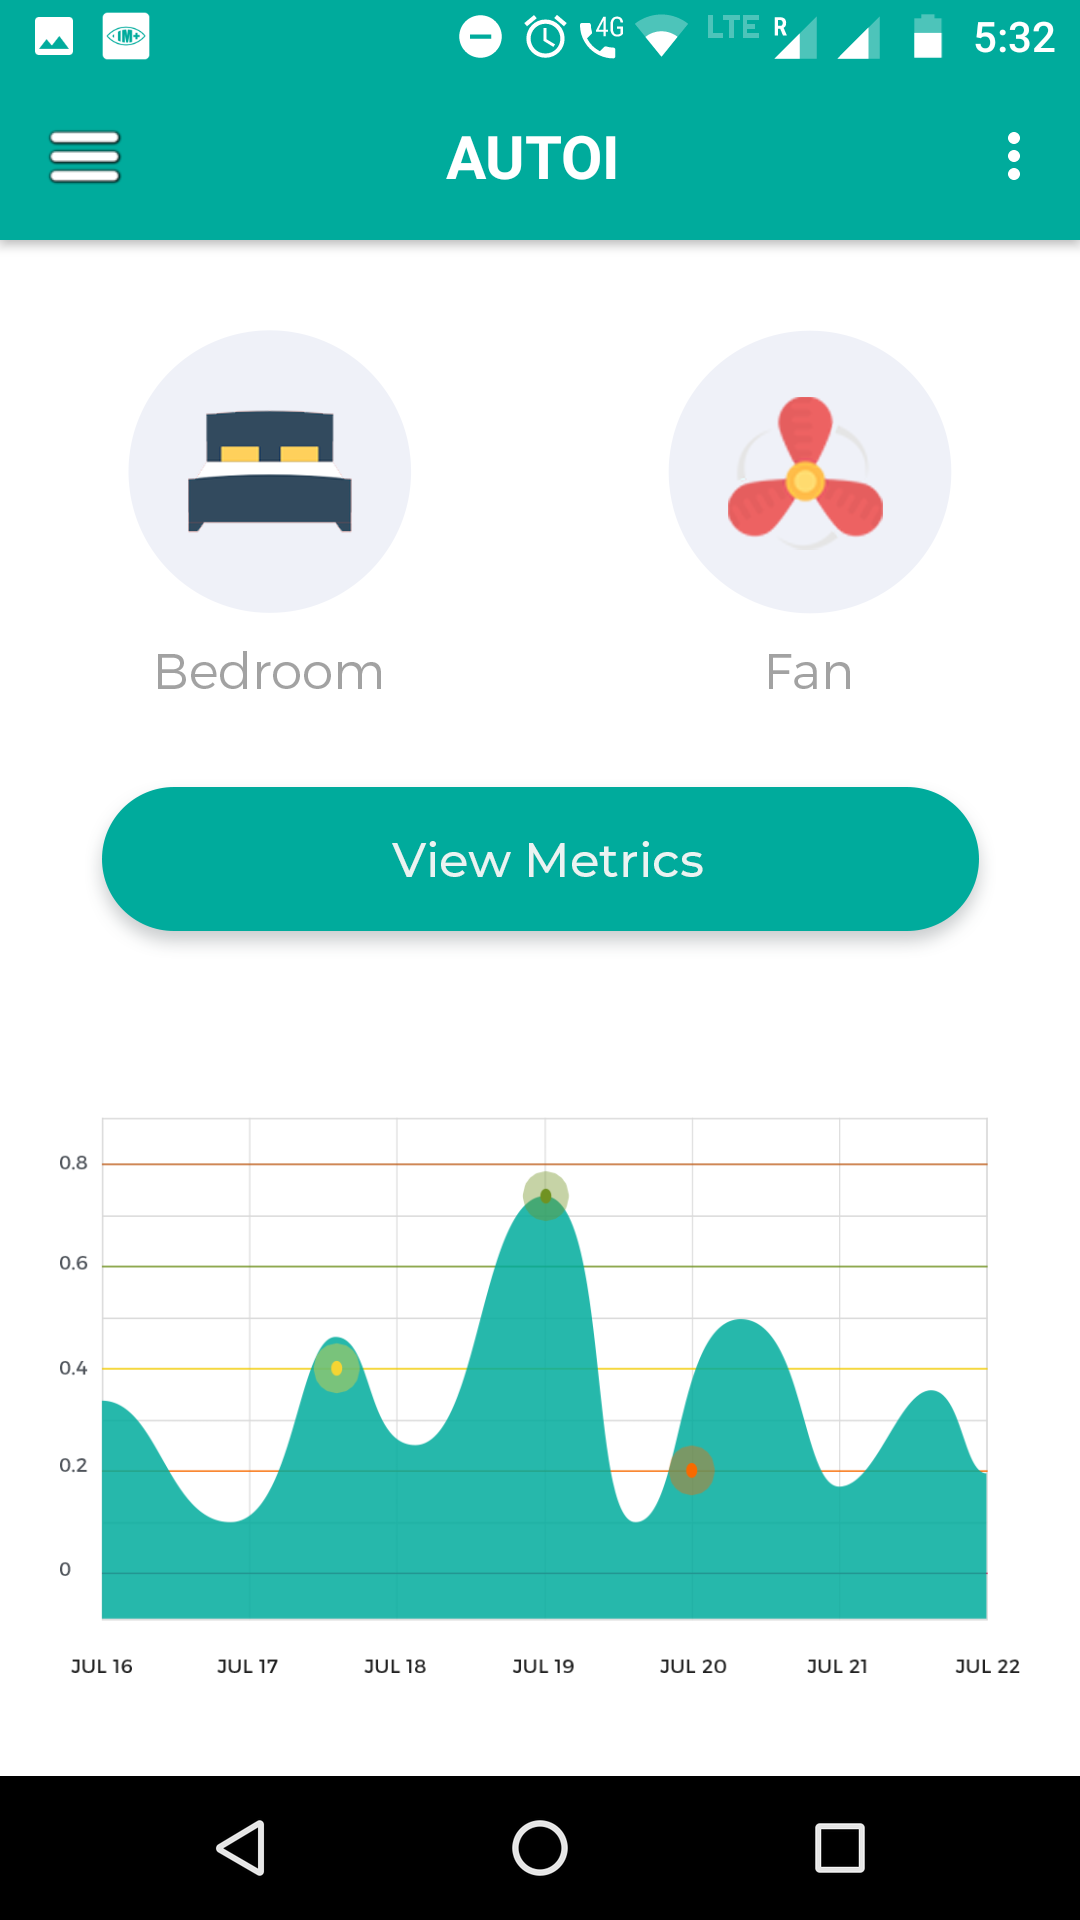 IM+ 4G LTE R 5:32
AUTOI
Bedroom Fan
View Metrics
0.8
0.6
0.4
0.2
0
JUL 16 JUL 17 JUL 18 JUL 19 JUL 20 JUL 21 JUL 22